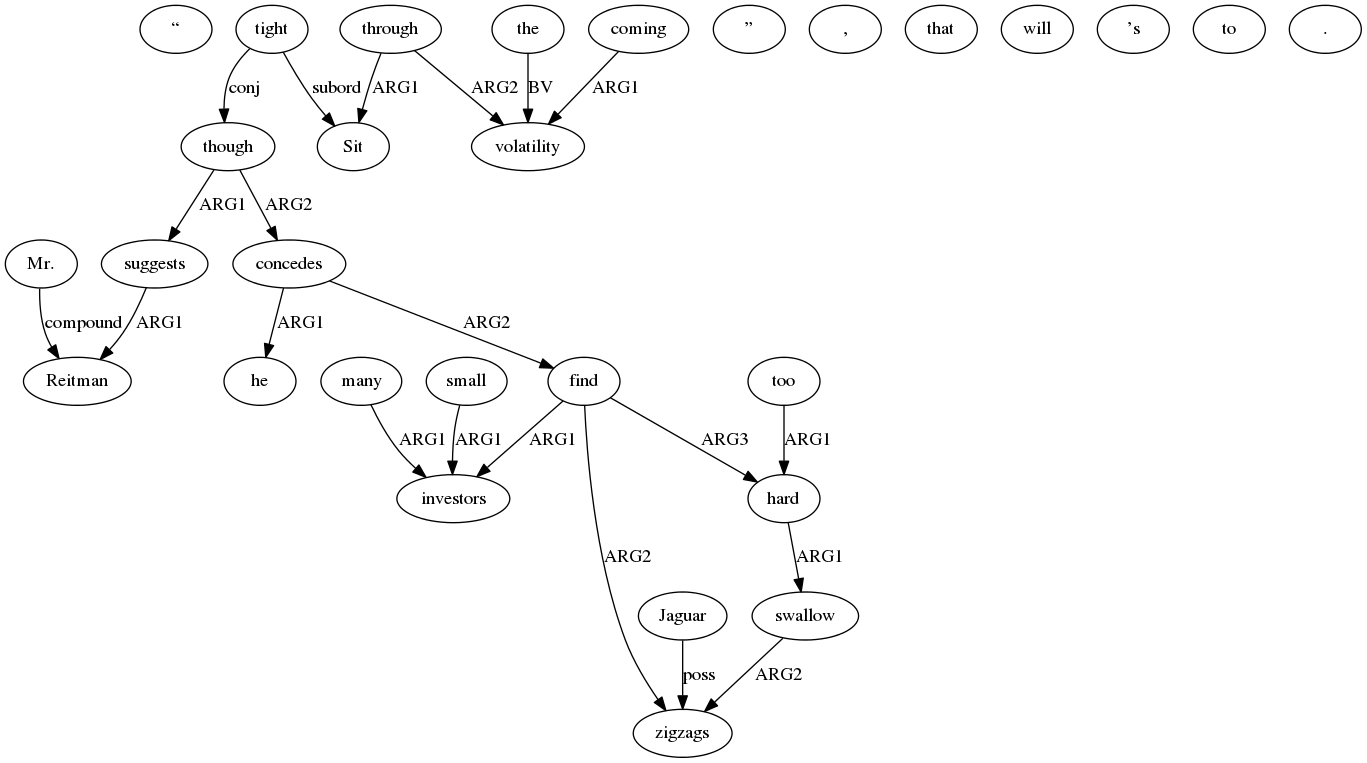 “ tight through the coming ” , that will ’s to .
conj subord ARG1 ARG2 BV ARG1
though Sit volatility
ARG1 ARG2
Mr. suggests concedes
compound ARG1 ARG1 ARG2
Reitman he many small find too
ARG1 ARG1 ARG1 ARG3 ARG1
investors hard
ARG2 ARG1
Jaguar swallow
poss ARG2
zigzags